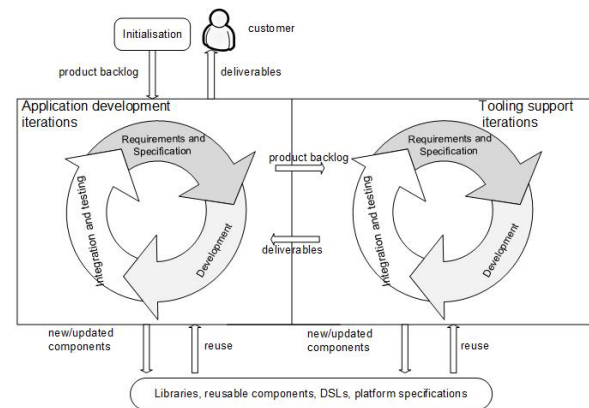 Initialisation
customer
product backlog
deliverables
Application development
iterations
Tooling support
iterations
Requirements and
Specification
Development
Integration and testing
product backlog
deliverables
Requirements and
Specification
Development
Integration and testing
new/updated
components
reuse
new/updated
components
reuse
Libraries, reusable components, DSLs, platform specifications